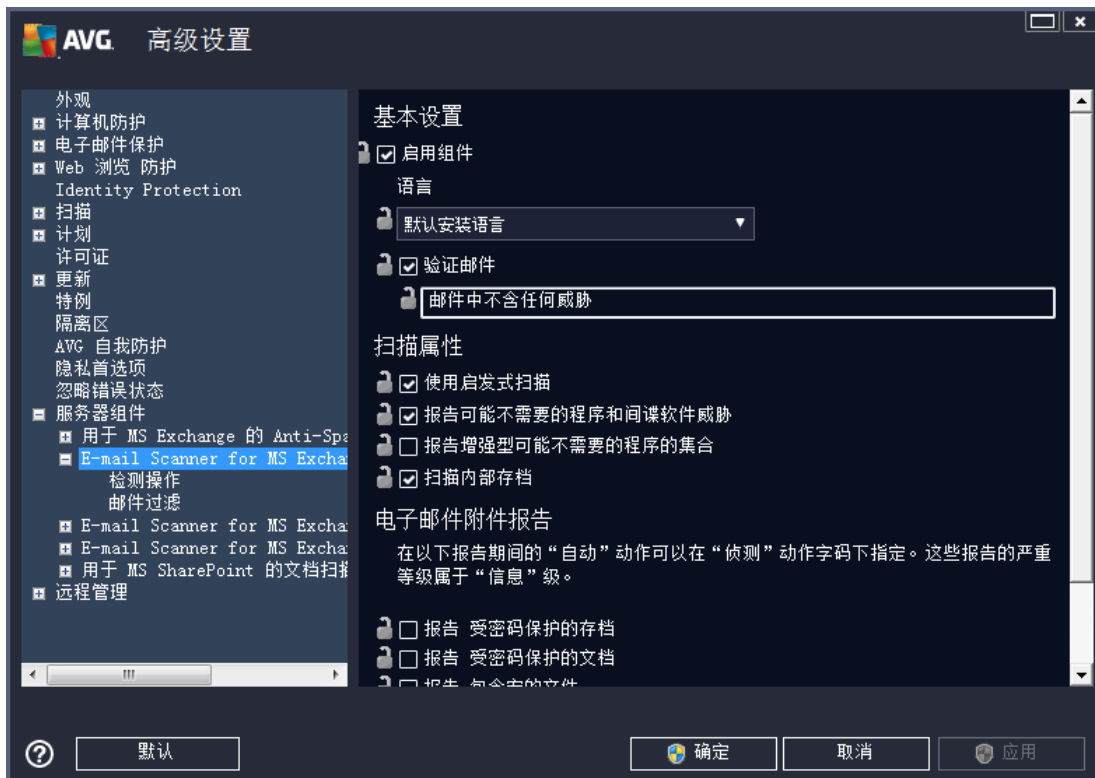 AVG. 高级设置
外观
计算机防护
电子邮件保护
Web 浏览 防护
Identity Protection
扫描
计划
许可证
更新
特例
隔离区
AVG 自我防护
隐私首选项
忽略错误状态
服务器组件
用于 MS Exchange 的 Anti-Spa
E-mail Scanner for MS Excha
检测操作
邮件过滤
E-mail Scanner for MS Excha
E-mail Scanner for MS Excha
用于 MS SharePoint 的文档扫描
远程管理
基本设置
启用组件
语言
默认安装语言
验证邮件
邮件中不含任何威胁
扫描属性
使用启发式扫描
报告可能不需要的程序和间谍软件威胁
报告增强型可能不需要的程序的集合
扫描内部存档
电子邮件附件报告
在以下报告期间的“自动”动作可以在“侦测”动作字码下指定。这些报告的严重
等级属于“信息”级。
报告 受密码保护的存档
报告 受密码保护的文档
报告 包含宏的文件
默认
确定
取消
应用